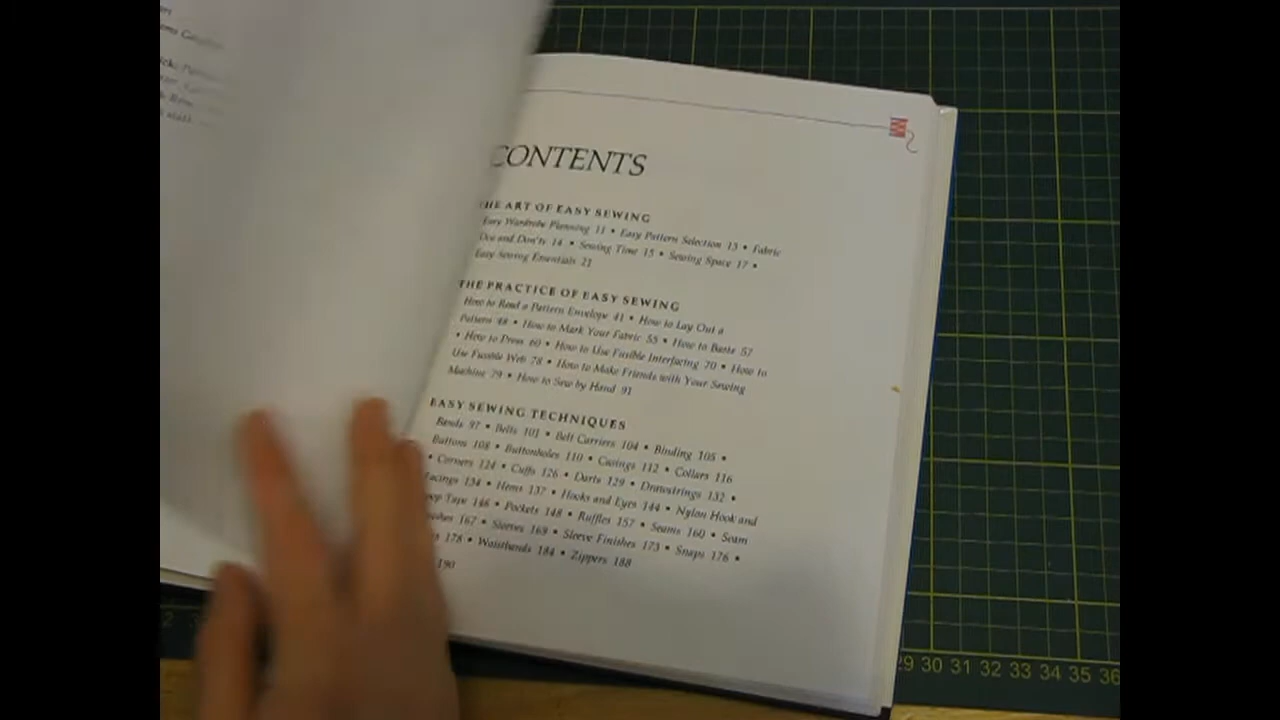 CONTENTS
THE ART OF EASY SEWING
Easy Wardrobe Planning 11 • Easy Pattern Selection 13 • Fabric
Dos and Don'ts 14 • Sewing Time 15 • Sewing Space 17 •
Easy Sewing Essentials 21
THE PRACTICE OF EASY SEWING
How to Read a Pattern Envelope 41 • How to Lay Out a
Pattern 48 • How to Mark Your Fabric 55 • How to Baste 57
• How to Press 60 • How to Use Fusible Interfacing 70 • How to
Use Fusible Web 78 • How to Make Friends with Your Sewing
Machine 79 • How to Sew by Hand 91
EASY SEWING TECHNIQUES
Bands 97 • Belts 101 • Belt Carriers 104 • Binding 105 •
Buttons 108 • Buttonholes 110 • Casings 112 • Collars 116
• Corners 124 • Cuffs 126 • Darts 129 • Drawstrings 132 •
Facings 134 • Hems 137 • Hooks and Eyes 144 • Nylon Hook and
Tape 146 • Pockets 148 • Ruffles 157 • Seams 160 • Seam
167 • Sleeves 169 • Sleeve Finishes 173 • Snaps 176 •
178 • Waistbands 184 • Zippers 188
190
29 30 31 32 33 34 35 36